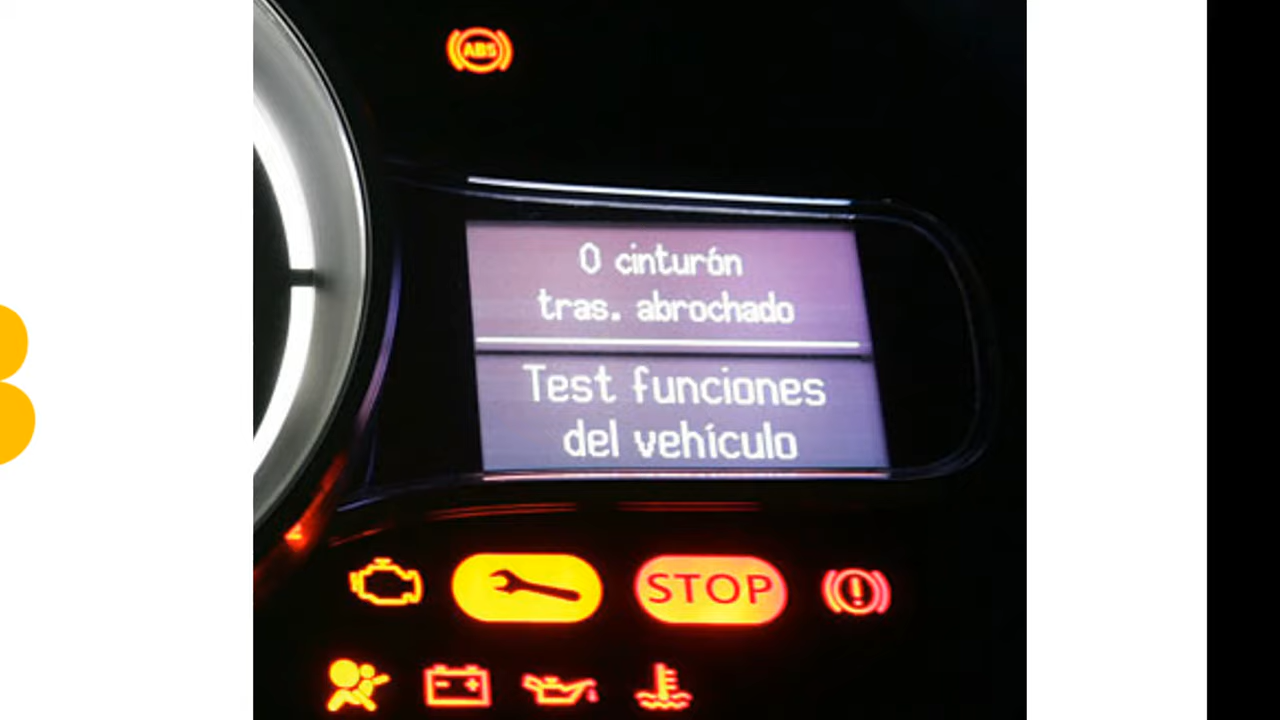 ABS
0 cinturón
tras. abrochado
Test funciones
del vehículo
STOP